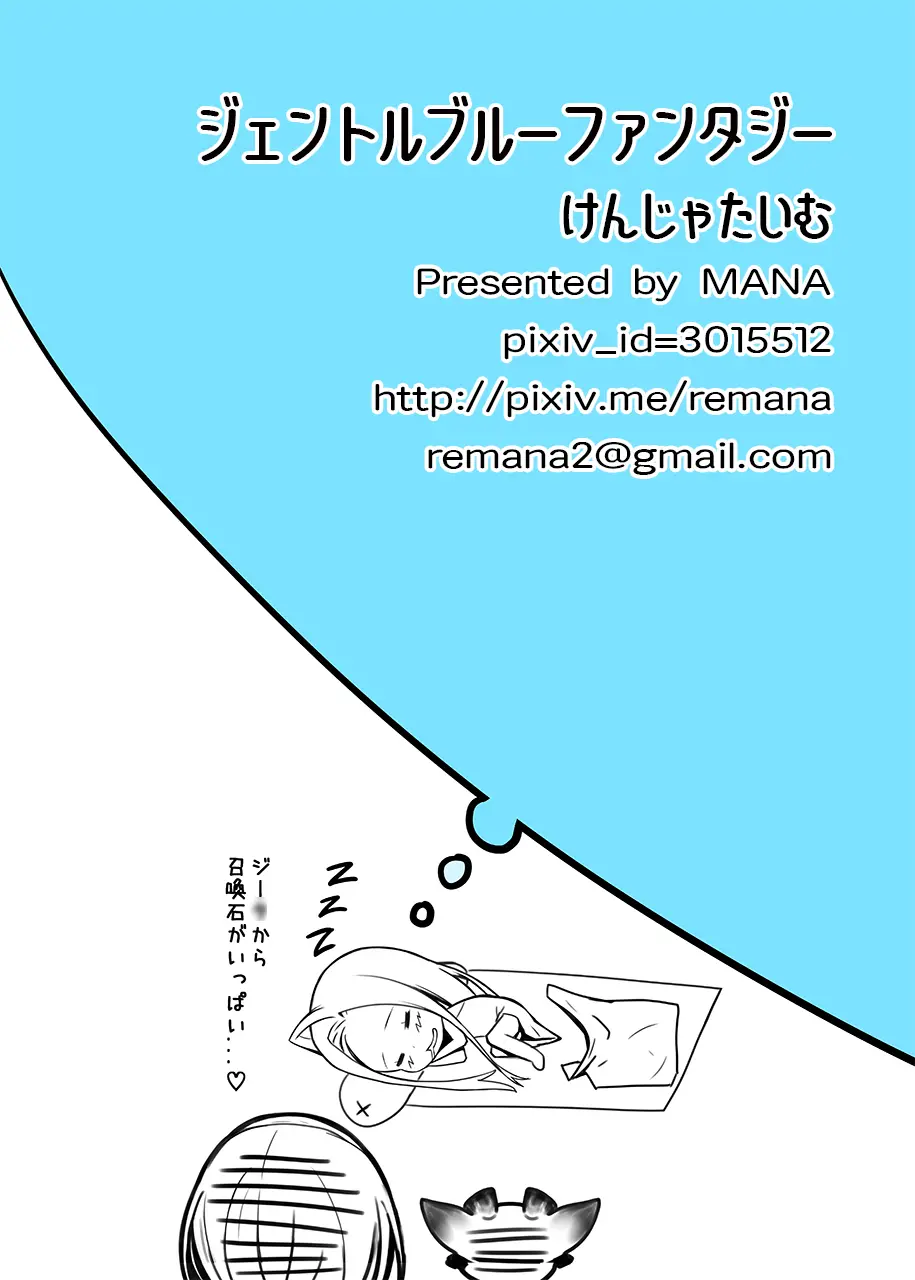 ジェントルブルーファンタジー
けんじゃたいむ
Presented by MANA
pixiv_id=3015512
http://pixiv.me/remana
remana2@gmail.com
z
z
z
ジー から
召喚石がいっぱい...♡